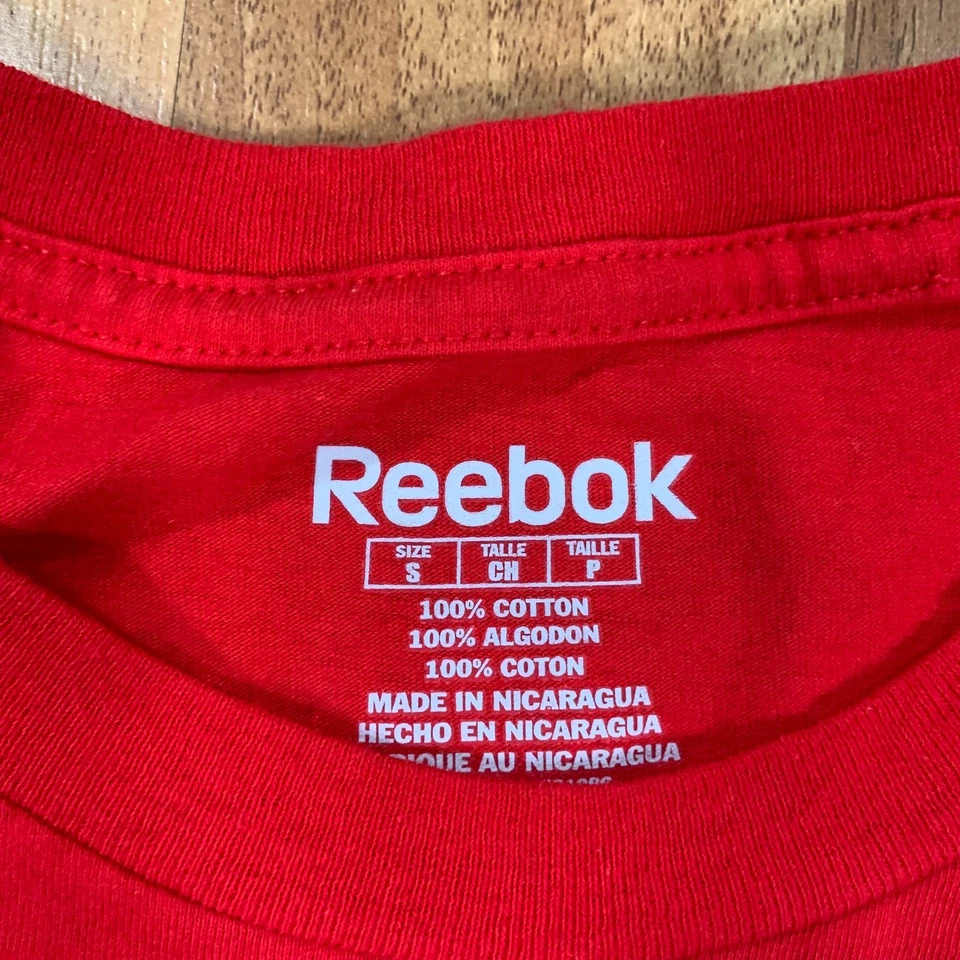 Reebok
SIZE TALLE TAILLE
S CH P
100% COTTON
100% ALGODON
100% COTON
MADE IN NICARAGUA
HECHO EN NICARAGUA
AU NICARAGUA